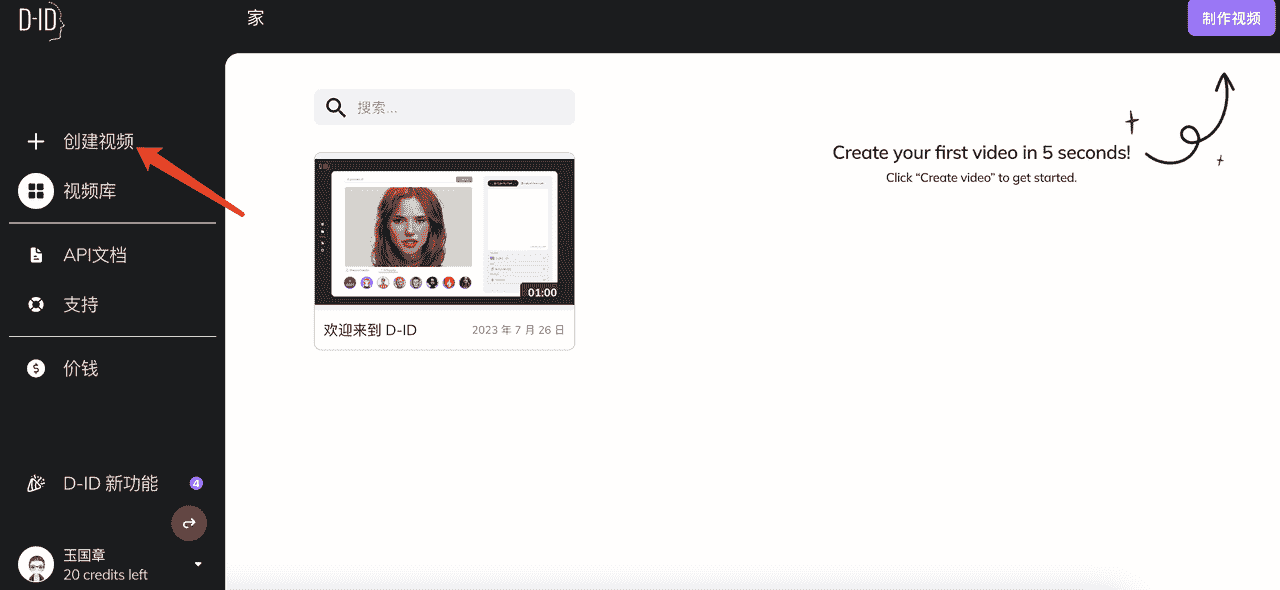 D-ID
家
制作视频
创建视频
视频库
API文档
支持
价钱
D-ID 新功能
4
玉国章
20 credits left
搜索...
01:00
欢迎来到 D-ID
2023 年 7 月 26 日
Create your first video in 5 seconds!
Click “Create video” to get started.